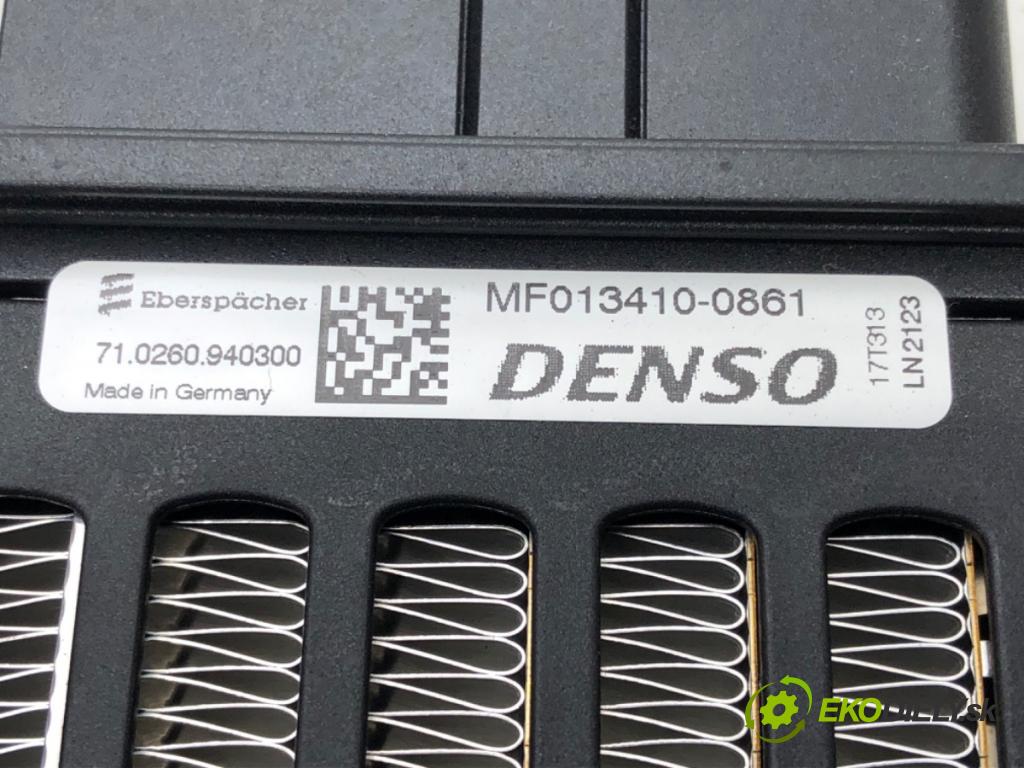 Eberspächer
71.0260.940300
Made in Germany
MF013410-0861
DENSO
17T313
LN2123
EKODIELY.sk